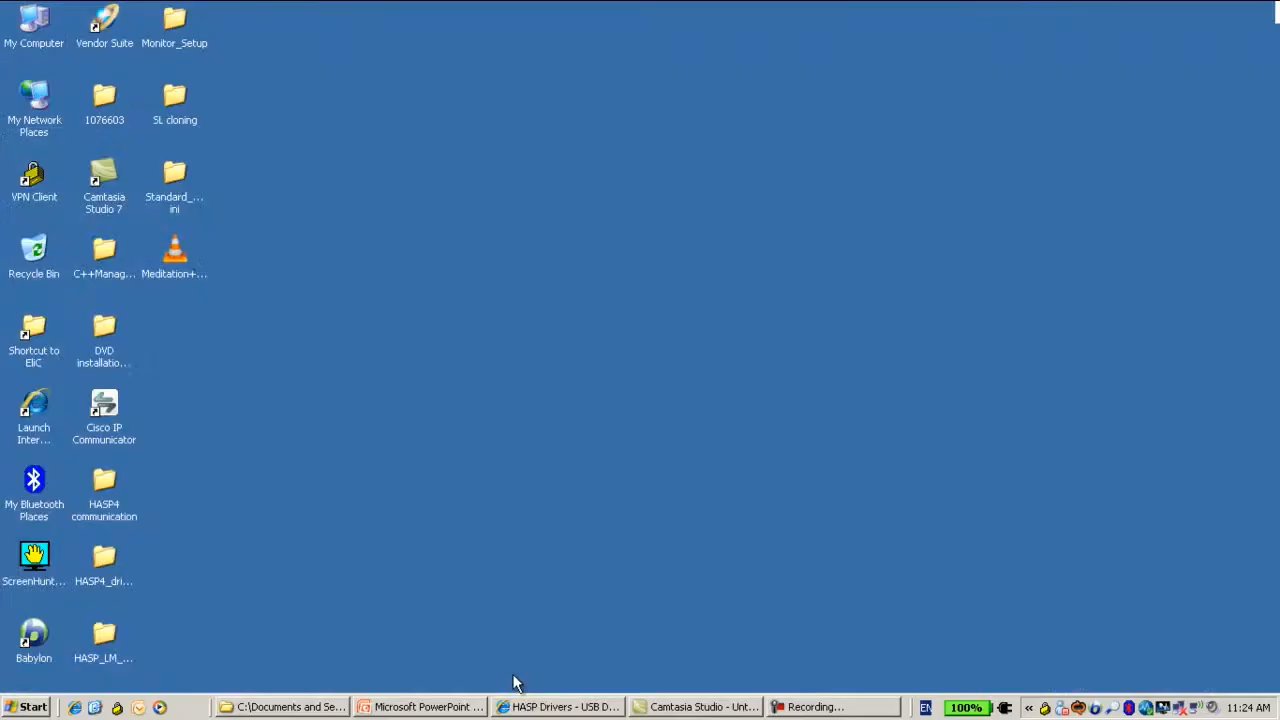 My Computer
Vendor Suite
Monitor_Setup
My Network
Places
1076603
SL cloning
VPN Client
Camtasia
Studio 7
Standard_...
ini
Recycle Bin
C++Manag...
Meditation+...
Shortcut to
EliC
DVD
installatio...
Launch
Inter...
Cisco IP
Communicator
My Bluetooth
Places
HASP4
communication
ScreenHunt...
HASP4_dri...
Babylon
HASP_LM_...
Start
C:\Documents and Se...
Microsoft PowerPoint ...
HASP Drivers - USB D...
Camtasia Studio - Unt...
Recording...
EN
100%
«
11:24 AM